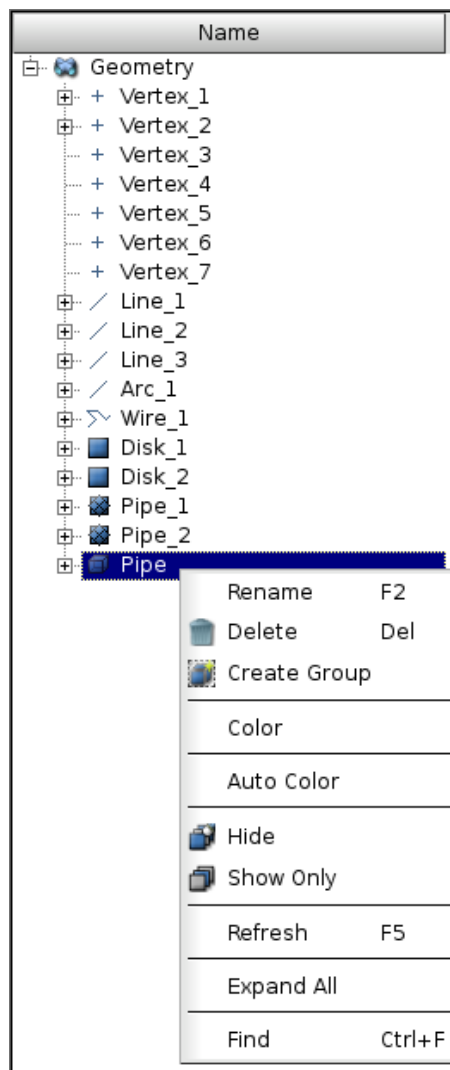 Name
Geometry
Vertex_1
Vertex_2
Vertex_3
Vertex_4
Vertex_5
Vertex_6
Vertex_7
Line_1
Line_2
Line_3
Arc_1
Wire_1
Disk_1
Disk_2
Pipe_1
Pipe_2
Pipe
Rename F2
Delete Del
Create Group
Color
Auto Color
Hide
Show Only
Refresh F5
Expand All
Find Ctrl+F